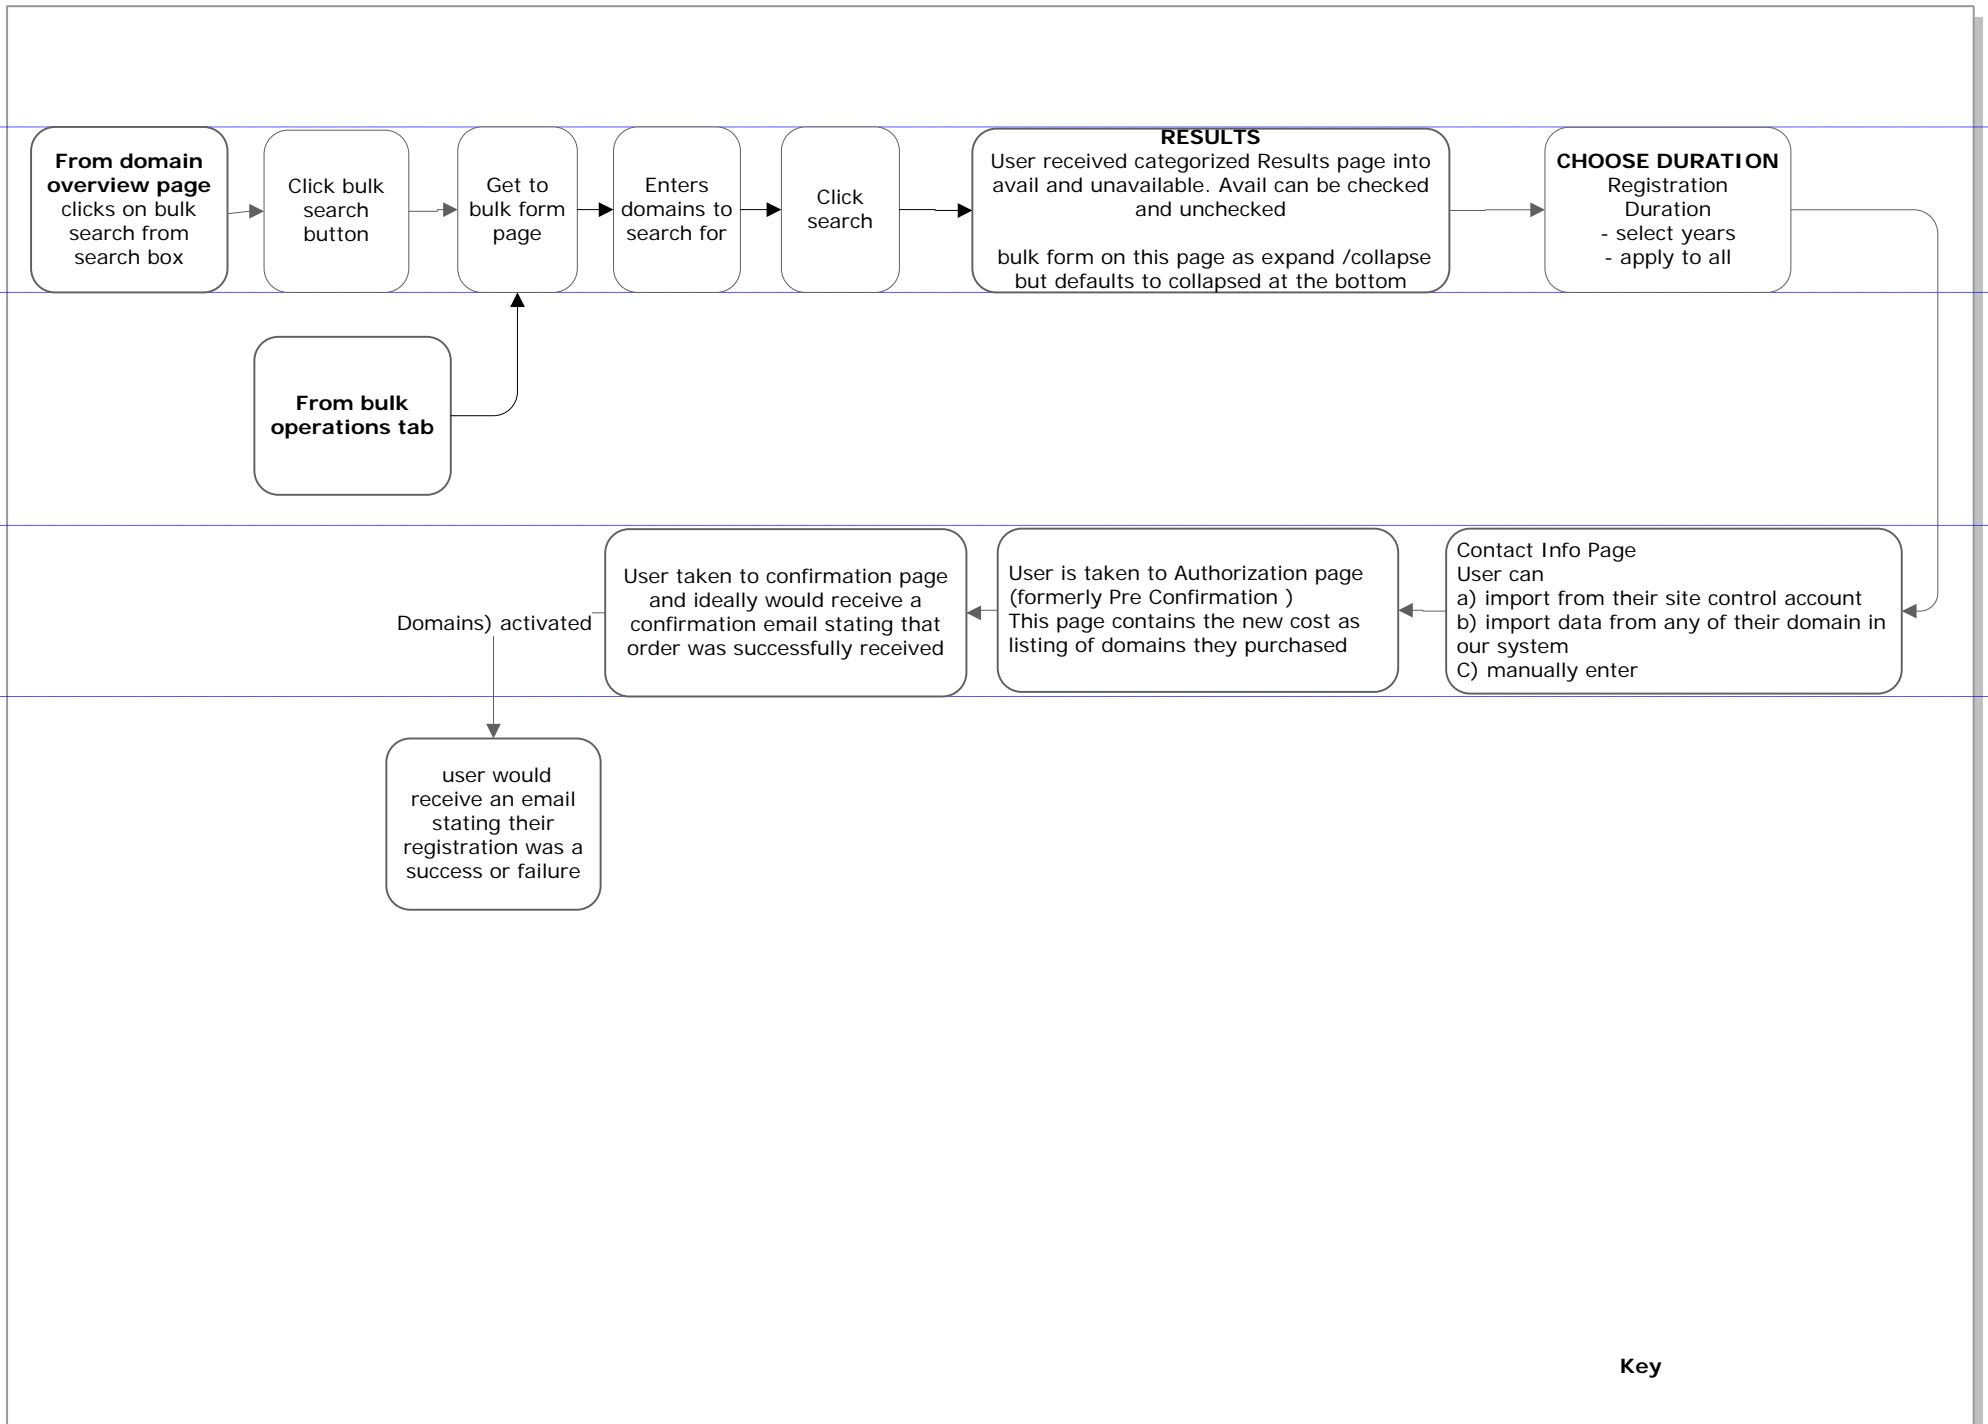 From domain
overview page
clicks on bulk
search from
search box
Click bulk
search
button
Get to
bulk form
page
Enters
domains to
search for
Click
search
RESULTS
User received categorized Results page into
avail and unavailable. Avail can be checked
and unchecked
bulk form on this page as expand /collapse
but defaults to collapsed at the bottom
CHOOSE DURATION
Registration
Duration
- select years
- apply to all
From bulk
operations tab
Contact Info Page
User can
a) import from their site control account
b) import data from any of their domain in
our system
C) manually enter
User is taken to Authorization page
(formerly Pre Confirmation )
This page contains the new cost as
listing of domains they purchased
User taken to confirmation page
and ideally would receive a
confirmation email stating that
order was successfully received
Domains) activated
user would
receive an email
stating their
registration was a
success or failure
Key